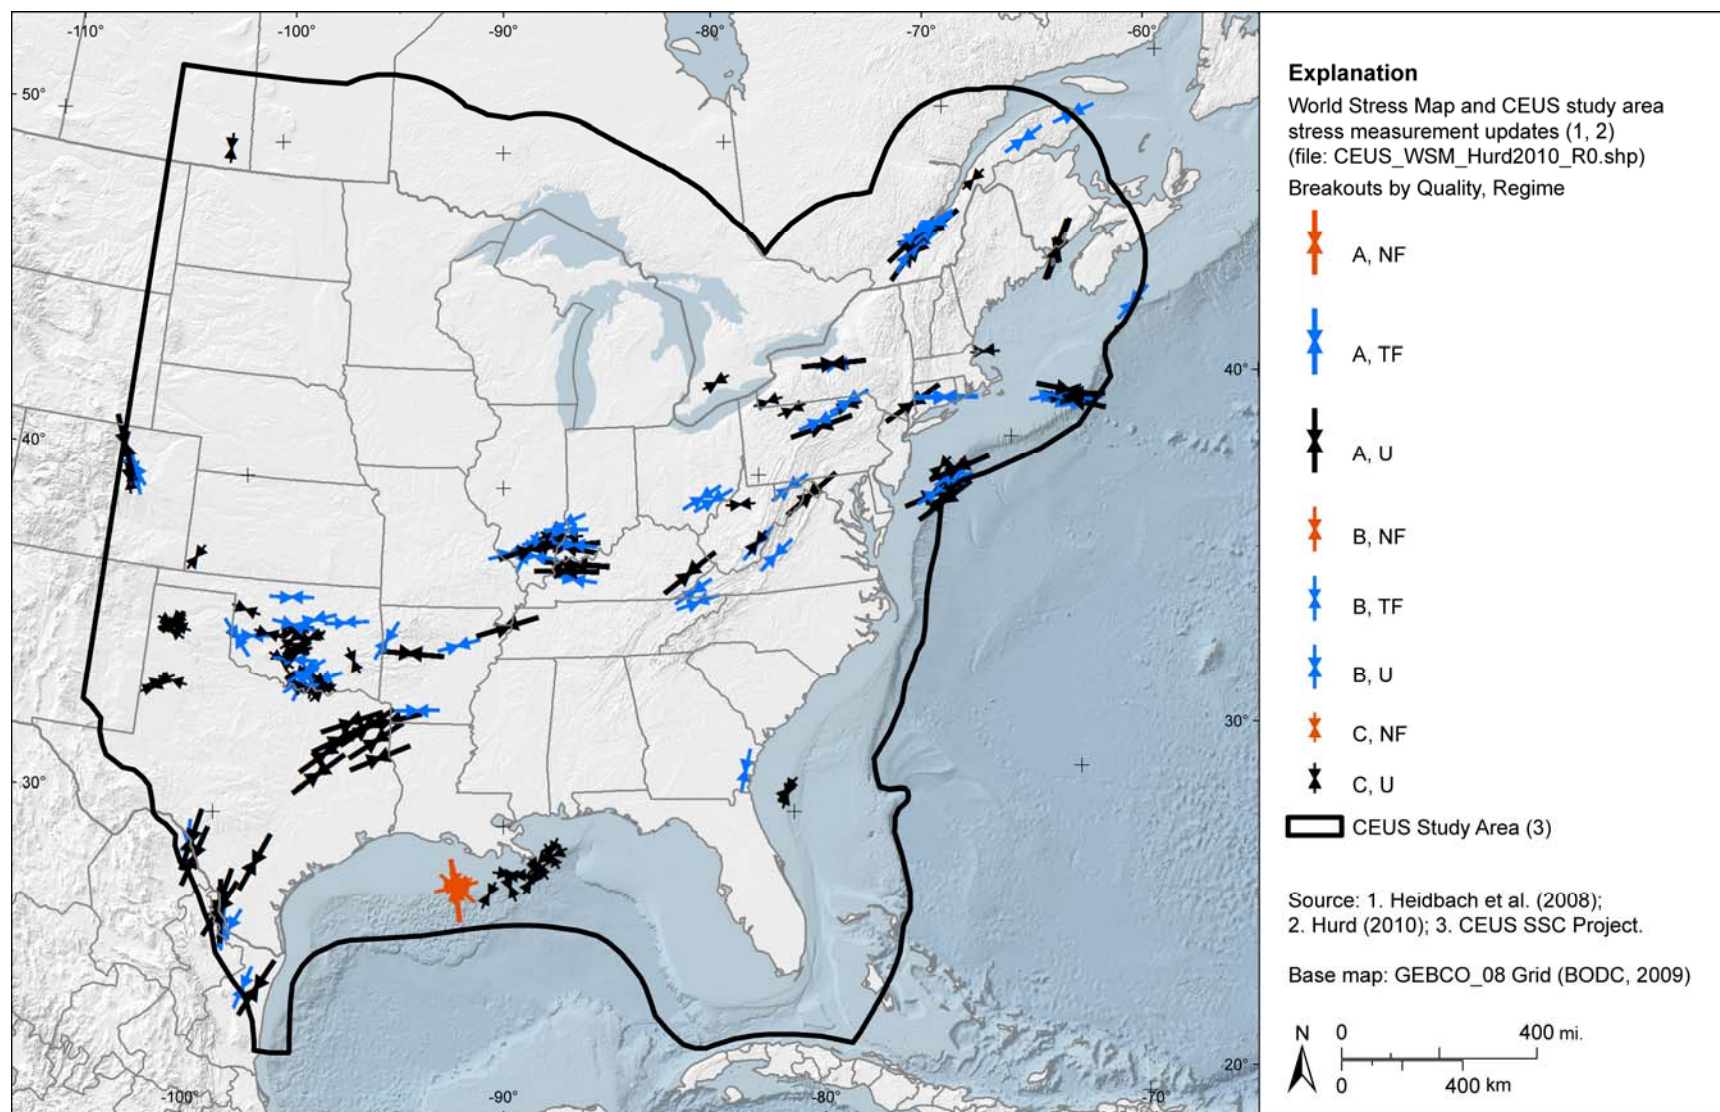 -110°
-100°
-90°
-80°
-70°
-60°
50°
40°
40°
30°
30°
20°
-100°
-90°
-80°
-70°
Explanation
World Stress Map and CEUS study area
stress measurement updates (1, 2)
(file: CEUS_WSM_Hurd2010_R0.shp)
Breakouts by Quality, Regime
A, NF
A, TF
A, U
B, NF
B, TF
B, U
C, NF
C, U
CEUS Study Area (3)
Source: 1. Heidbach et al. (2008);
2. Hurd (2010); 3. CEUS SSC Project.
Base map: GEBCO_08 Grid (BODC, 2009)
N
0 400 mi.
0 400 km